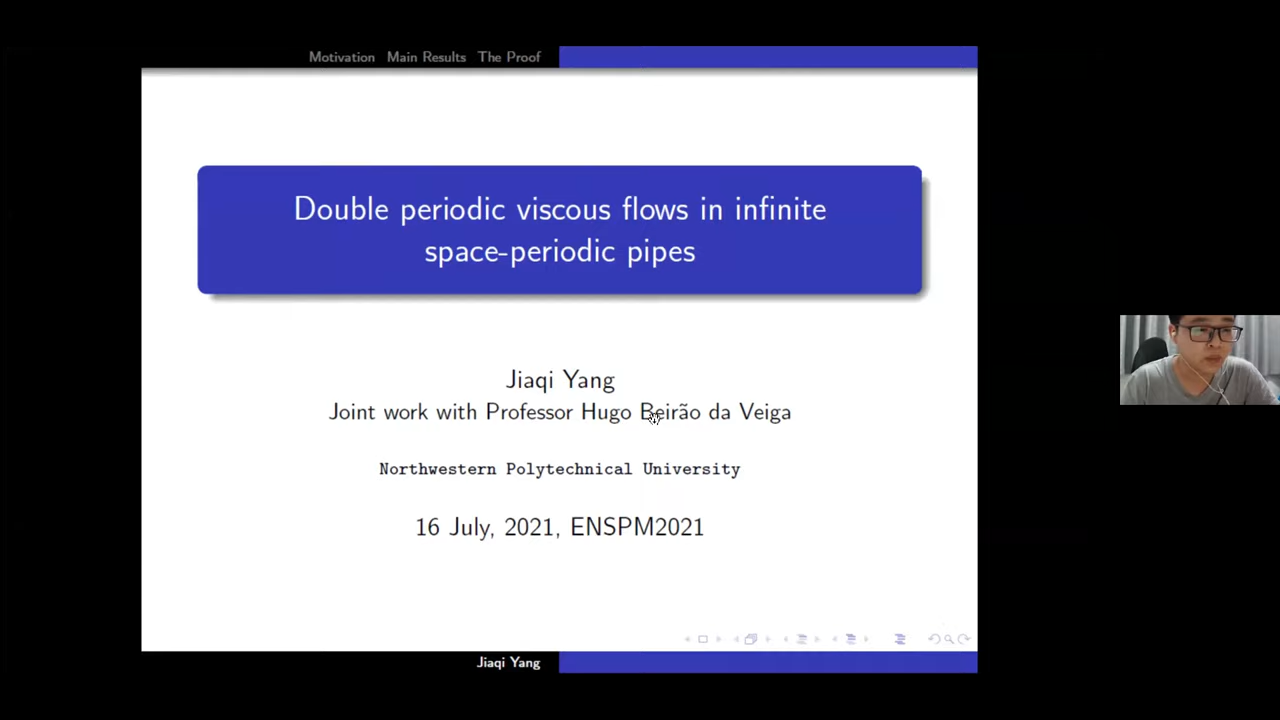 Motivation Main Results The Proof
Double periodic viscous flows in infinite
space-periodic pipes
Jiaqi Yang
Joint work with Professor Hugo Beirão da Veiga
Northwestern Polytechnical University
16 July, 2021, ENSPM2021
Jiaqi Yang